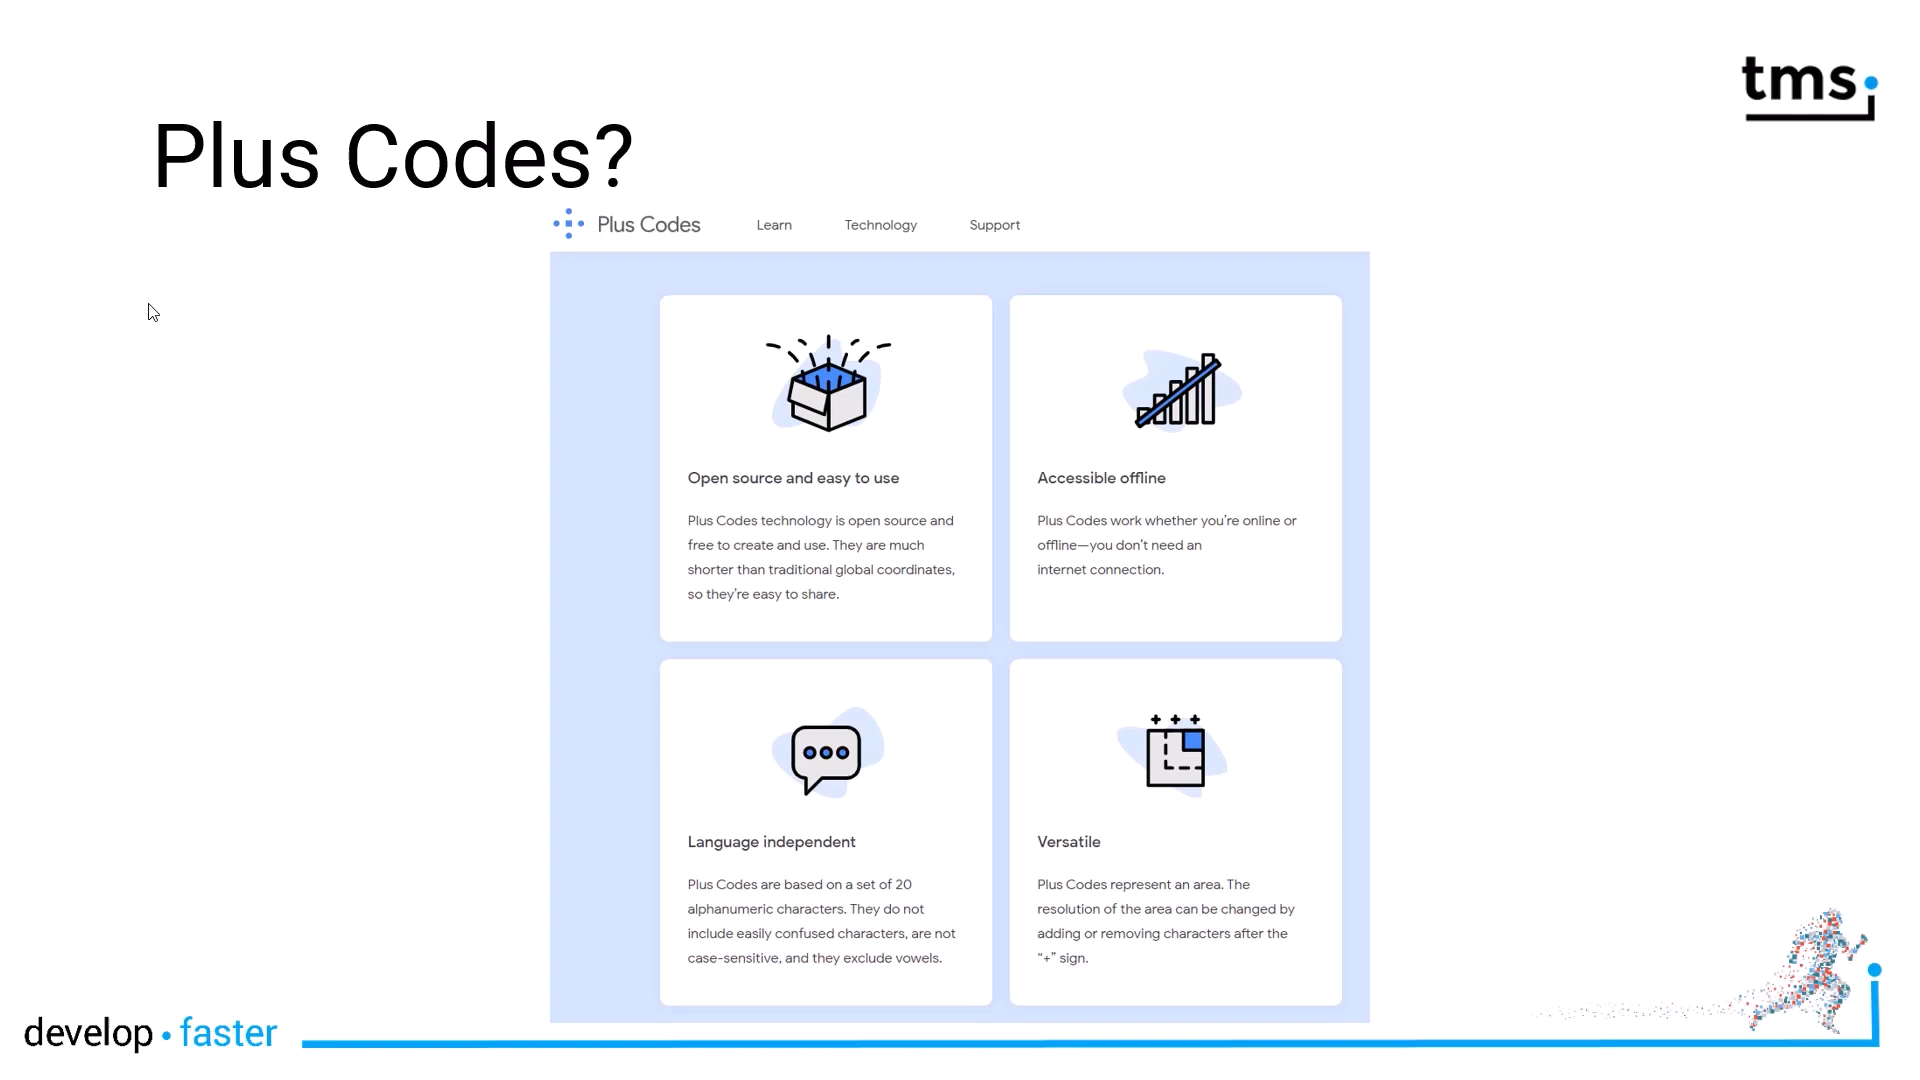 tms
Plus Codes?
Plus Codes
Learn
Technology
Support
Open source and easy to use
Plus Codes technology is open source and
free to create and use. They are much
shorter than traditional global coordinates,
so they’re easy to share.
Accessible offline
Plus Codes work whether you’re online or
offline—you don’t need an
internet connection.
Language independent
Plus Codes are based on a set of 20
alphanumeric characters. They do not
include easily confused characters, are not
case-sensitive, and they exclude vowels.
Versatile
Plus Codes represent an area. The
resolution of the area can be changed by
adding or removing characters after the
“+” sign.
develop • faster